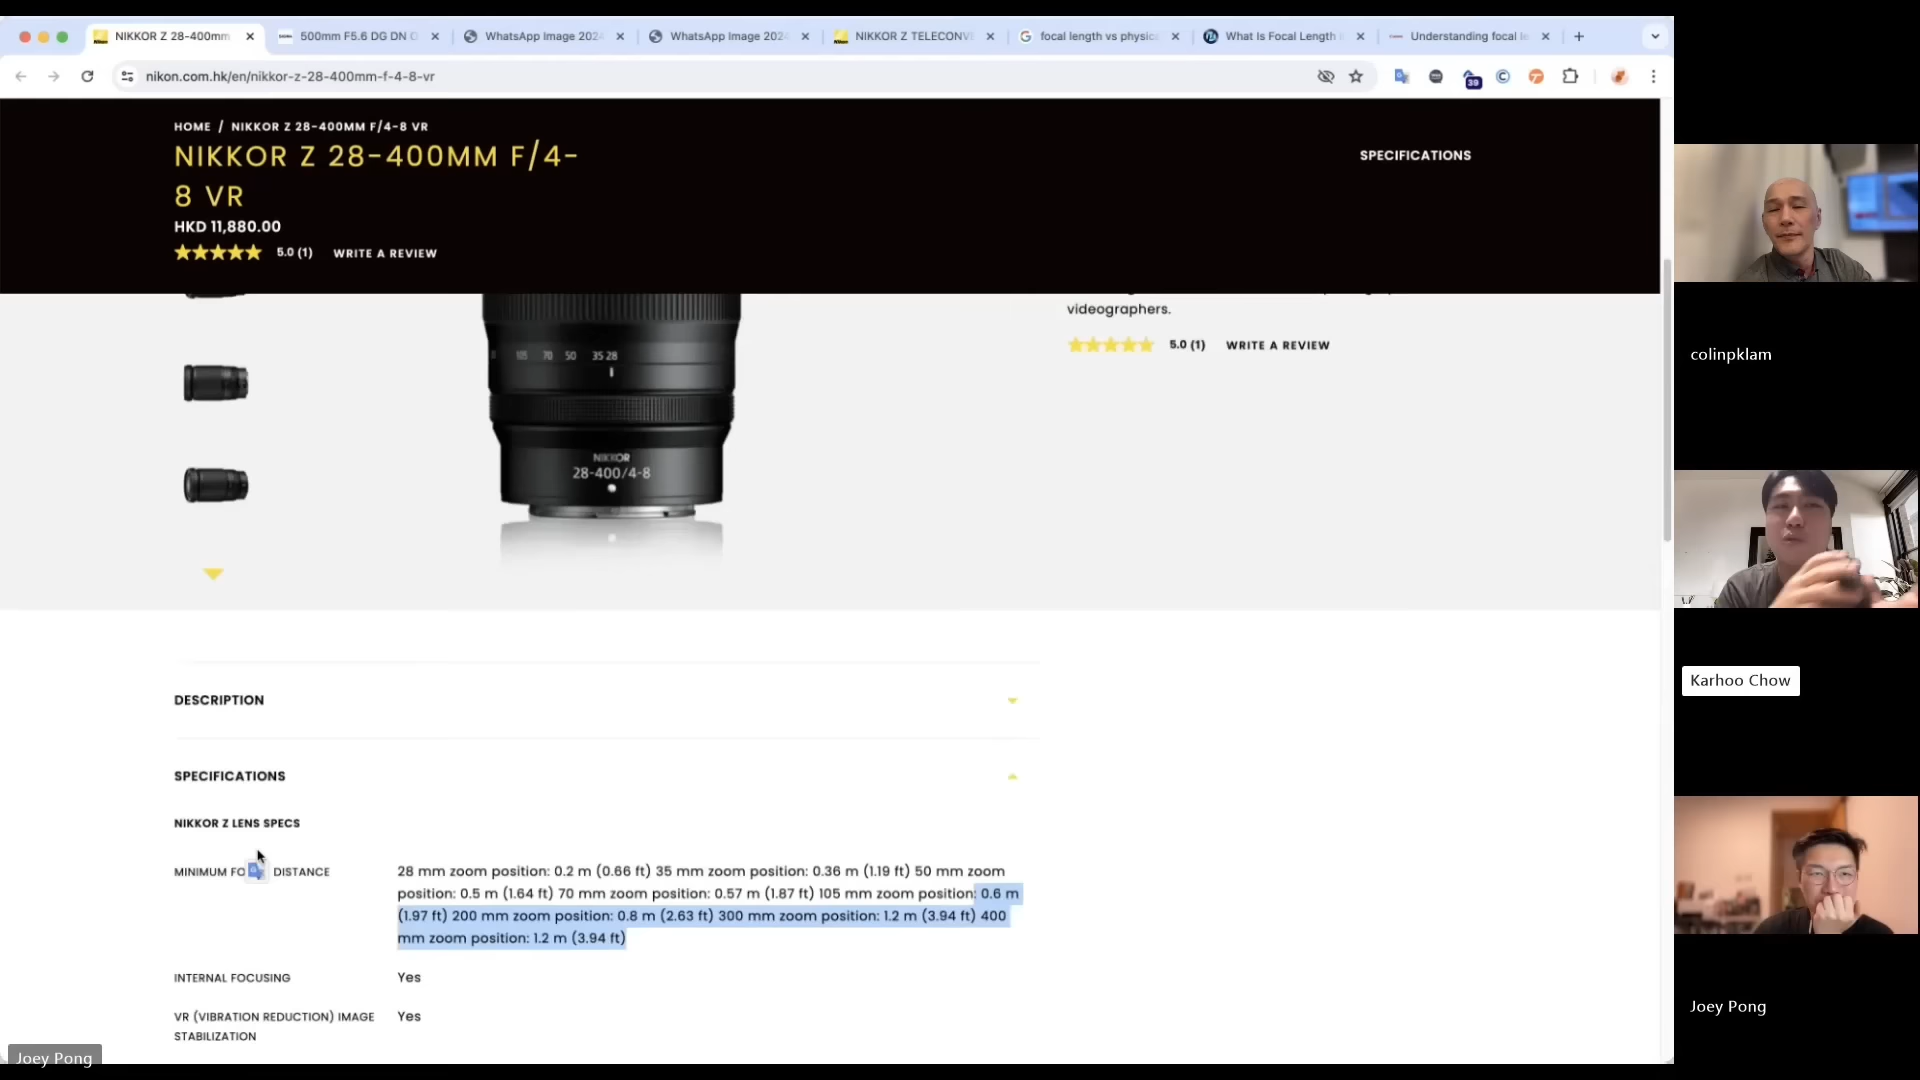 NIKKOR Z 28-400mm
500mm F5.6 DG DN
WhatsApp Image 2024
WhatsApp Image 202
NIKKOR Z TELECONV
focal length vs physic
What Is Focal Length
Understanding focal le
nikon.com.hk/en/nikkor-z-28-400mm-f-4-8-vr
39
HOME / NIKKOR Z 28-400MM F/4-8 VR
NIKKOR Z 28-400MM F/4-
8 VR
HKD 11,880.00
5.0 (1) WRITE A REVIEW
SPECIFICATIONS
videographers.
5.0 (1) WRITE A REVIEW
105 70 50 35 28
NIKKOR
28-400/4-8
DESCRIPTION
SPECIFICATIONS
NIKKOR Z LENS SPECS
MINIMUM FO DISTANCE
28 mm zoom position: 0.2 m (0.66 ft) 35 mm zoom position: 0.36 m (1.19 ft) 50 mm zoom
position: 0.5 m (1.64 ft) 70 mm zoom position: 0.57 m (1.87 ft) 105 mm zoom position: 0.6 m
(1.97 ft) 200 mm zoom position: 0.8 m (2.63 ft) 300 mm zoom position: 1.2 m (3.94 ft) 400
mm zoom position: 1.2 m (3.94 ft)
INTERNAL FOCUSING
Yes
VR (VIBRATION REDUCTION) IMAGE
STABILIZATION
Yes
Joey Pong
colinpklam
Karhoo Chow
Joey Pong